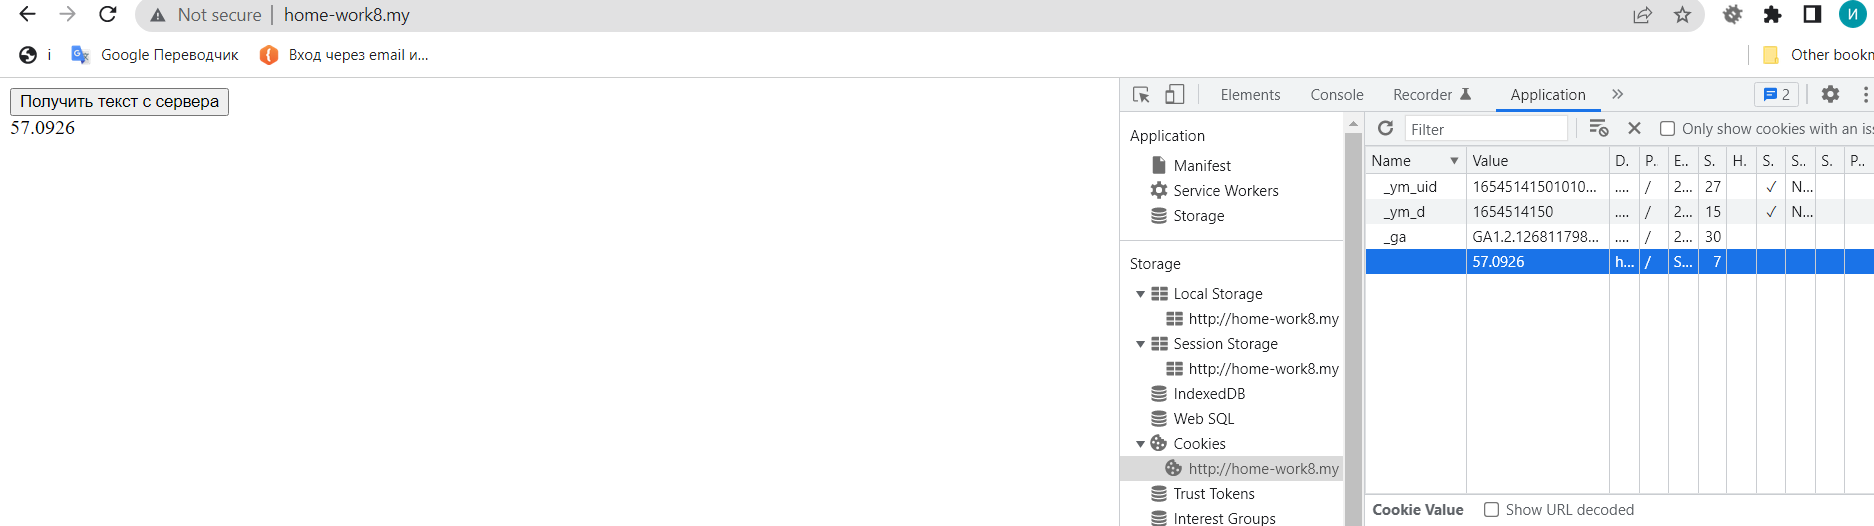 Not secure | home-work8.my
И
i Google Переводчик Вход через email и...
Other bookm
Получить текст с сервера
57.0926
Elements Console Recorder Application » 2
Application
Manifest
Service Workers
Storage
Storage
Local Storage
http://home-work8.my
Session Storage
http://home-work8.my
IndexedDB
Web SQL
Cookies
http://home-work8.my
Trust Tokens
Interest Groups
Filter
Only show cookies with an iss
Name Value D. P. E.. S. H. S. S.. S. P..
_ym_uid 16545141501010... .... / 2... 27 ✓ N...
_ym_d 1654514150 .... / 2... 15 ✓ N...
_ga GA1.2.126811798... .... / 2... 30
57.0926 h... / S... 7
Cookie Value Show URL decoded